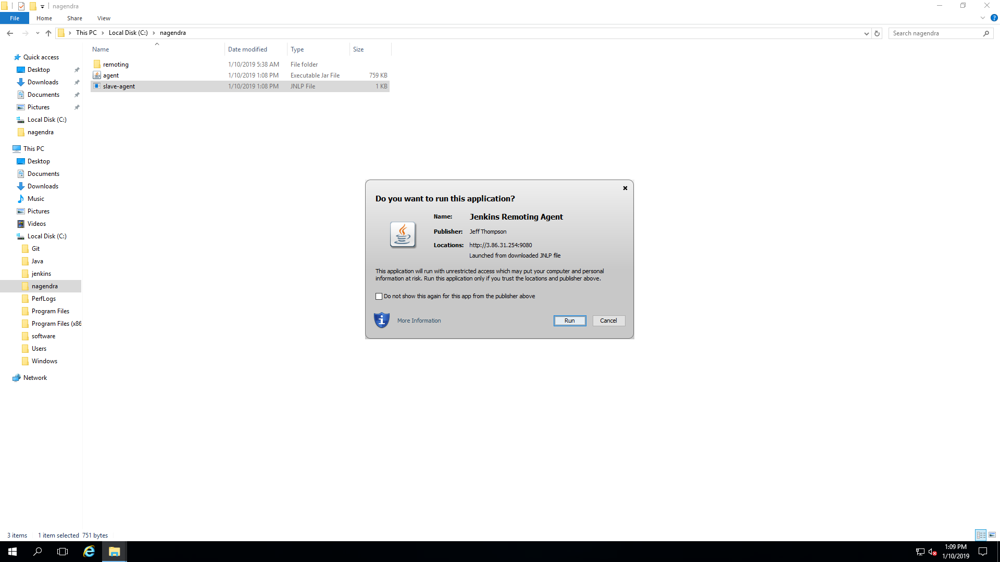 nagendra
File Home Share View
This PC Local Disk (C:) nagendra
Search nagendra
Name Date modified Type Size
remoting 1/10/2019 5:38 AM File folder
agent 1/10/2019 1:08 PM Executable Jar File 759 KB
slave-agent 1/10/2019 1:08 PM JNLP File 1 KB
Quick access
Desktop
Downloads
Documents
Pictures
Local Disk (C:)
nagendra
This PC
Desktop
Documents
Downloads
Music
Pictures
Videos
Local Disk (C:)
Git
Java
jenkins
nagendra
PerfLogs
Program Files
Program Files (x86
software
Users
Windows
Network
Do you want to run this application?
Name: Jenkins Remoting Agent
Publisher: Jeff Thompson
Locations: http://3.86.31.254:9080
Launched from downloaded JNLP file
This application will run with unrestricted access which may put your computer and personal
information at risk. Run this application only if you trust the locations and publisher above.
Do not show this again for this app from the publisher above
More Information Run Cancel
3 items 1 item selected 751 bytes
1:09 PM
1/10/2019